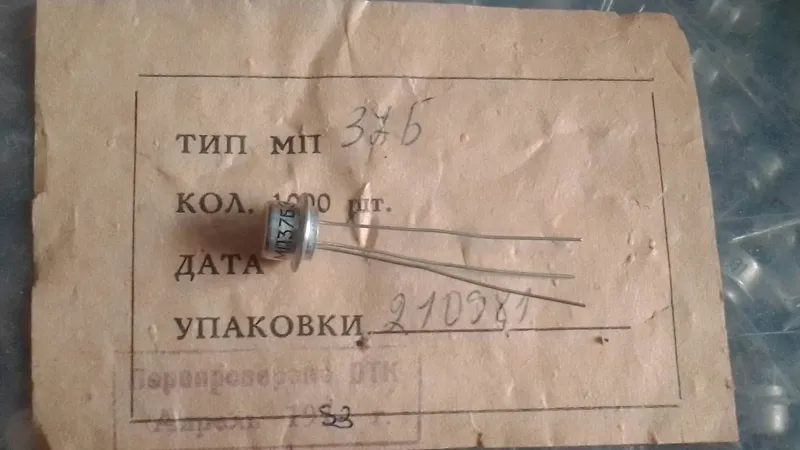 ТИП МП 37Б
КОЛ. 1000 шт.
МП37Б
ДАТА
УПАКОВКИ 210981
Перепроверено ОТК
Апрель 1983 г.